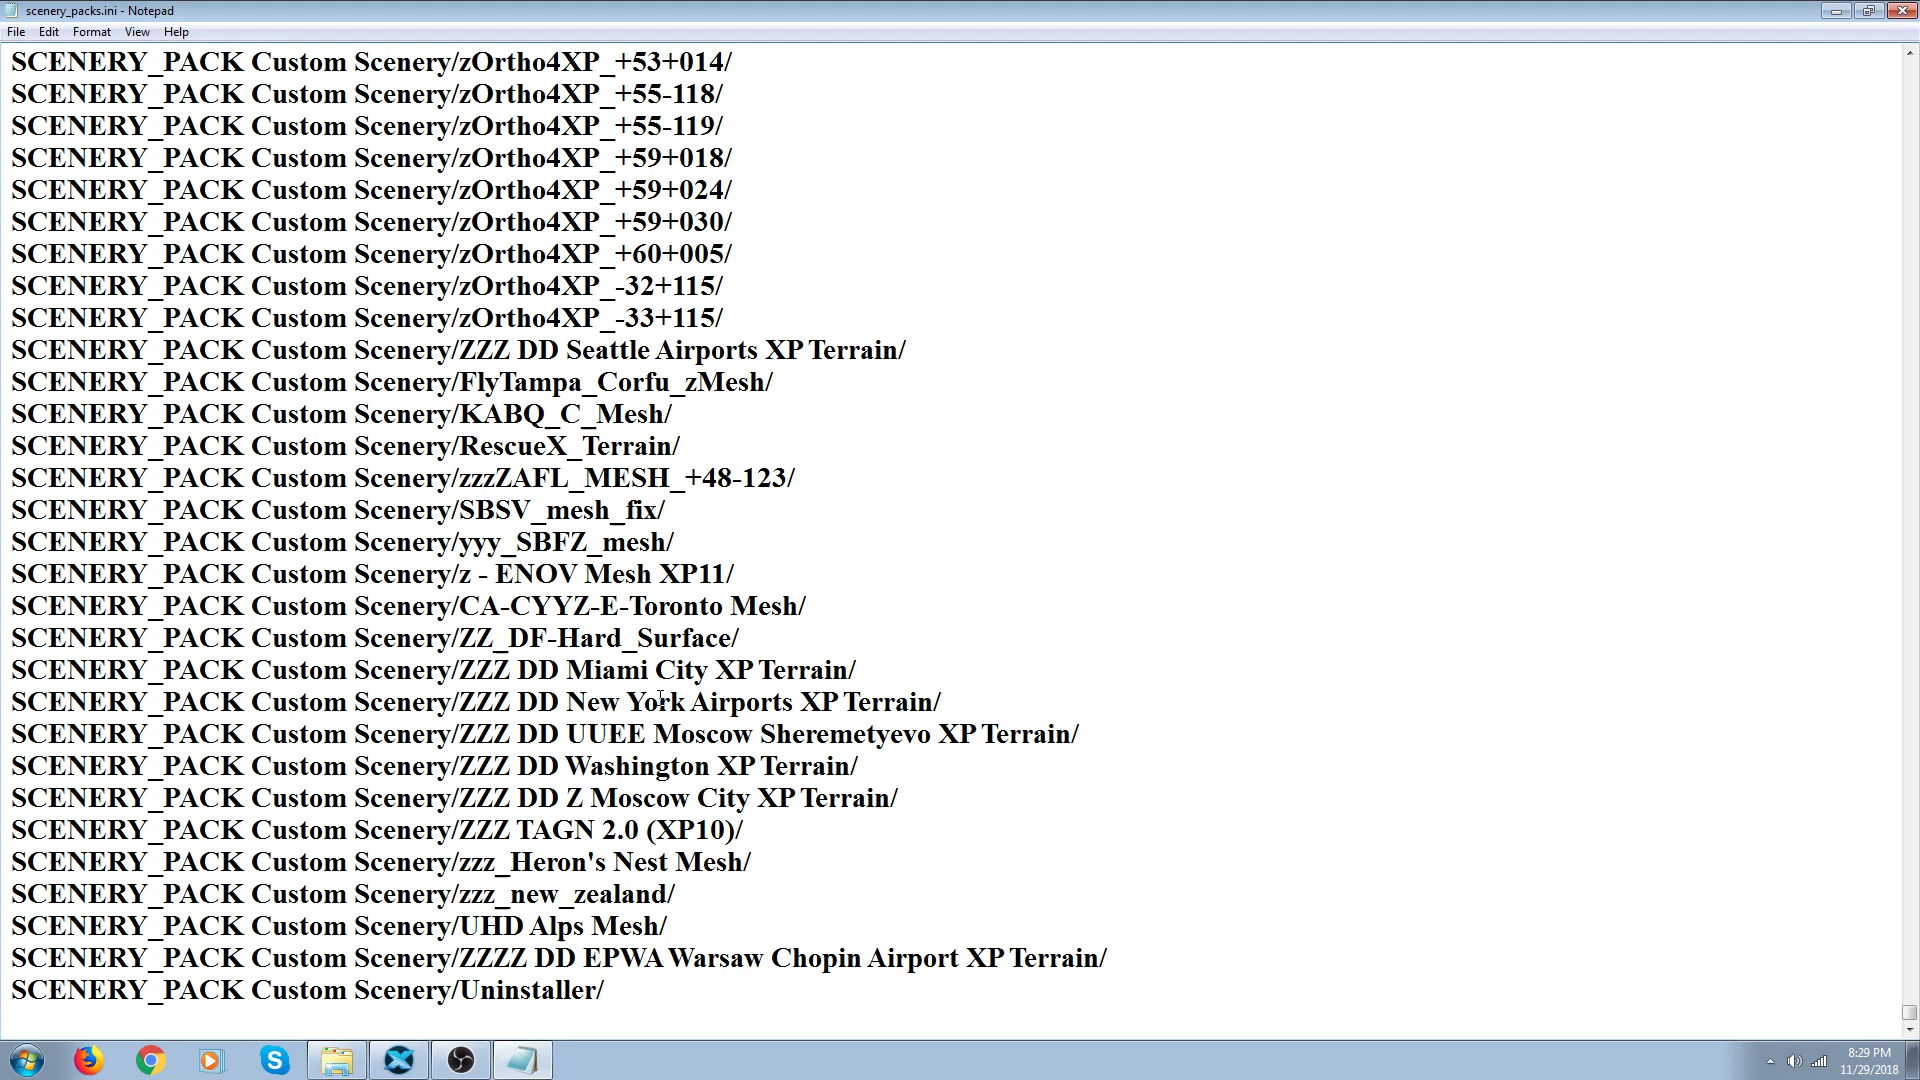 scenery_packs.ini - Notepad
File Edit Format View Help
SCENERY_PACK Custom Scenery/zOrtho4XP_+53+014/
SCENERY_PACK Custom Scenery/zOrtho4XP_+55-118/
SCENERY_PACK Custom Scenery/zOrtho4XP_+55-119/
SCENERY_PACK Custom Scenery/zOrtho4XP_+59+018/
SCENERY_PACK Custom Scenery/zOrtho4XP_+59+024/
SCENERY_PACK Custom Scenery/zOrtho4XP_+59+030/
SCENERY_PACK Custom Scenery/zOrtho4XP_+60+005/
SCENERY_PACK Custom Scenery/zOrtho4XP_-32+115/
SCENERY_PACK Custom Scenery/zOrtho4XP_-33+115/
SCENERY_PACK Custom Scenery/ZZZ DD Seattle Airports XP Terrain/
SCENERY_PACK Custom Scenery/FlyTampa_Corfu_zMesh/
SCENERY_PACK Custom Scenery/KABQ_C_Mesh/
SCENERY_PACK Custom Scenery/RescueX_Terrain/
SCENERY_PACK Custom Scenery/zzzZAFL_MESH_+48-123/
SCENERY_PACK Custom Scenery/SBSV_mesh_fix/
SCENERY_PACK Custom Scenery/yyy_SBFZ_mesh/
SCENERY_PACK Custom Scenery/z - ENOV Mesh XP11/
SCENERY_PACK Custom Scenery/CA-CYYZ-E-Toronto Mesh/
SCENERY_PACK Custom Scenery/ZZ_DF-Hard_Surface/
SCENERY_PACK Custom Scenery/ZZZ DD Miami City XP Terrain/
SCENERY_PACK Custom Scenery/ZZZ DD New York Airports XP Terrain/
SCENERY_PACK Custom Scenery/ZZZ DD UUEE Moscow Sheremetyevo XP Terrain/
SCENERY_PACK Custom Scenery/ZZZ DD Washington XP Terrain/
SCENERY_PACK Custom Scenery/ZZZ DD Z Moscow City XP Terrain/
SCENERY_PACK Custom Scenery/ZZZ TAGN 2.0 (XP10)/
SCENERY_PACK Custom Scenery/zzz_Heron's Nest Mesh/
SCENERY_PACK Custom Scenery/zzz_new_zealand/
SCENERY_PACK Custom Scenery/UHD Alps Mesh/
SCENERY_PACK Custom Scenery/ZZZZ DD EPWA Warsaw Chopin Airport XP Terrain/
SCENERY_PACK Custom Scenery/Uninstaller/
8:29 PM
11/29/2018